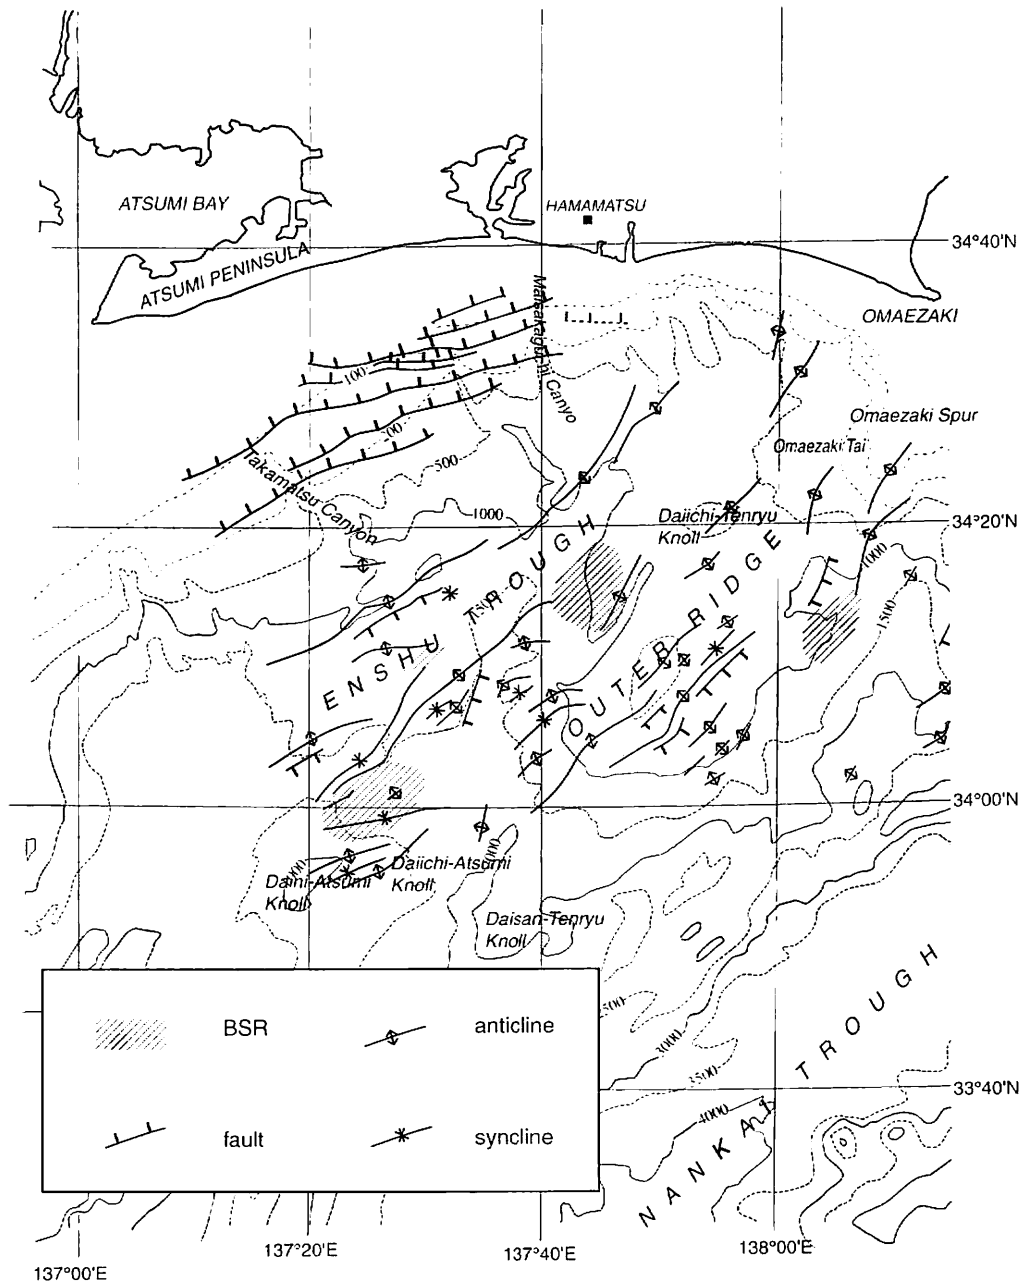 ATSUMI BAY
HAMAMATSU
34°40'N
ATSUMI PENINSULA
OMAEZAKI
Matsakaguchi Canyo
100
Omaezaki Spur
Omaezaki Tai
500
Takamatsu Canyon
1000
Daiichi-Tenryu
Knoll
34°20'N
1000
1500
ENSHU TROUGH
OUTER RIDGE
34°00'N
Daiichi-Atsumi
Knoll
Daini-Atsumi
Knoll
Daisan-Tenryu
Knoll
3000
3500
4000
NANKAI TROUGH
33°40'N
BSR
anticline
fault
syncline
137°00'E
137°20'E
137°40'E
138°00'E